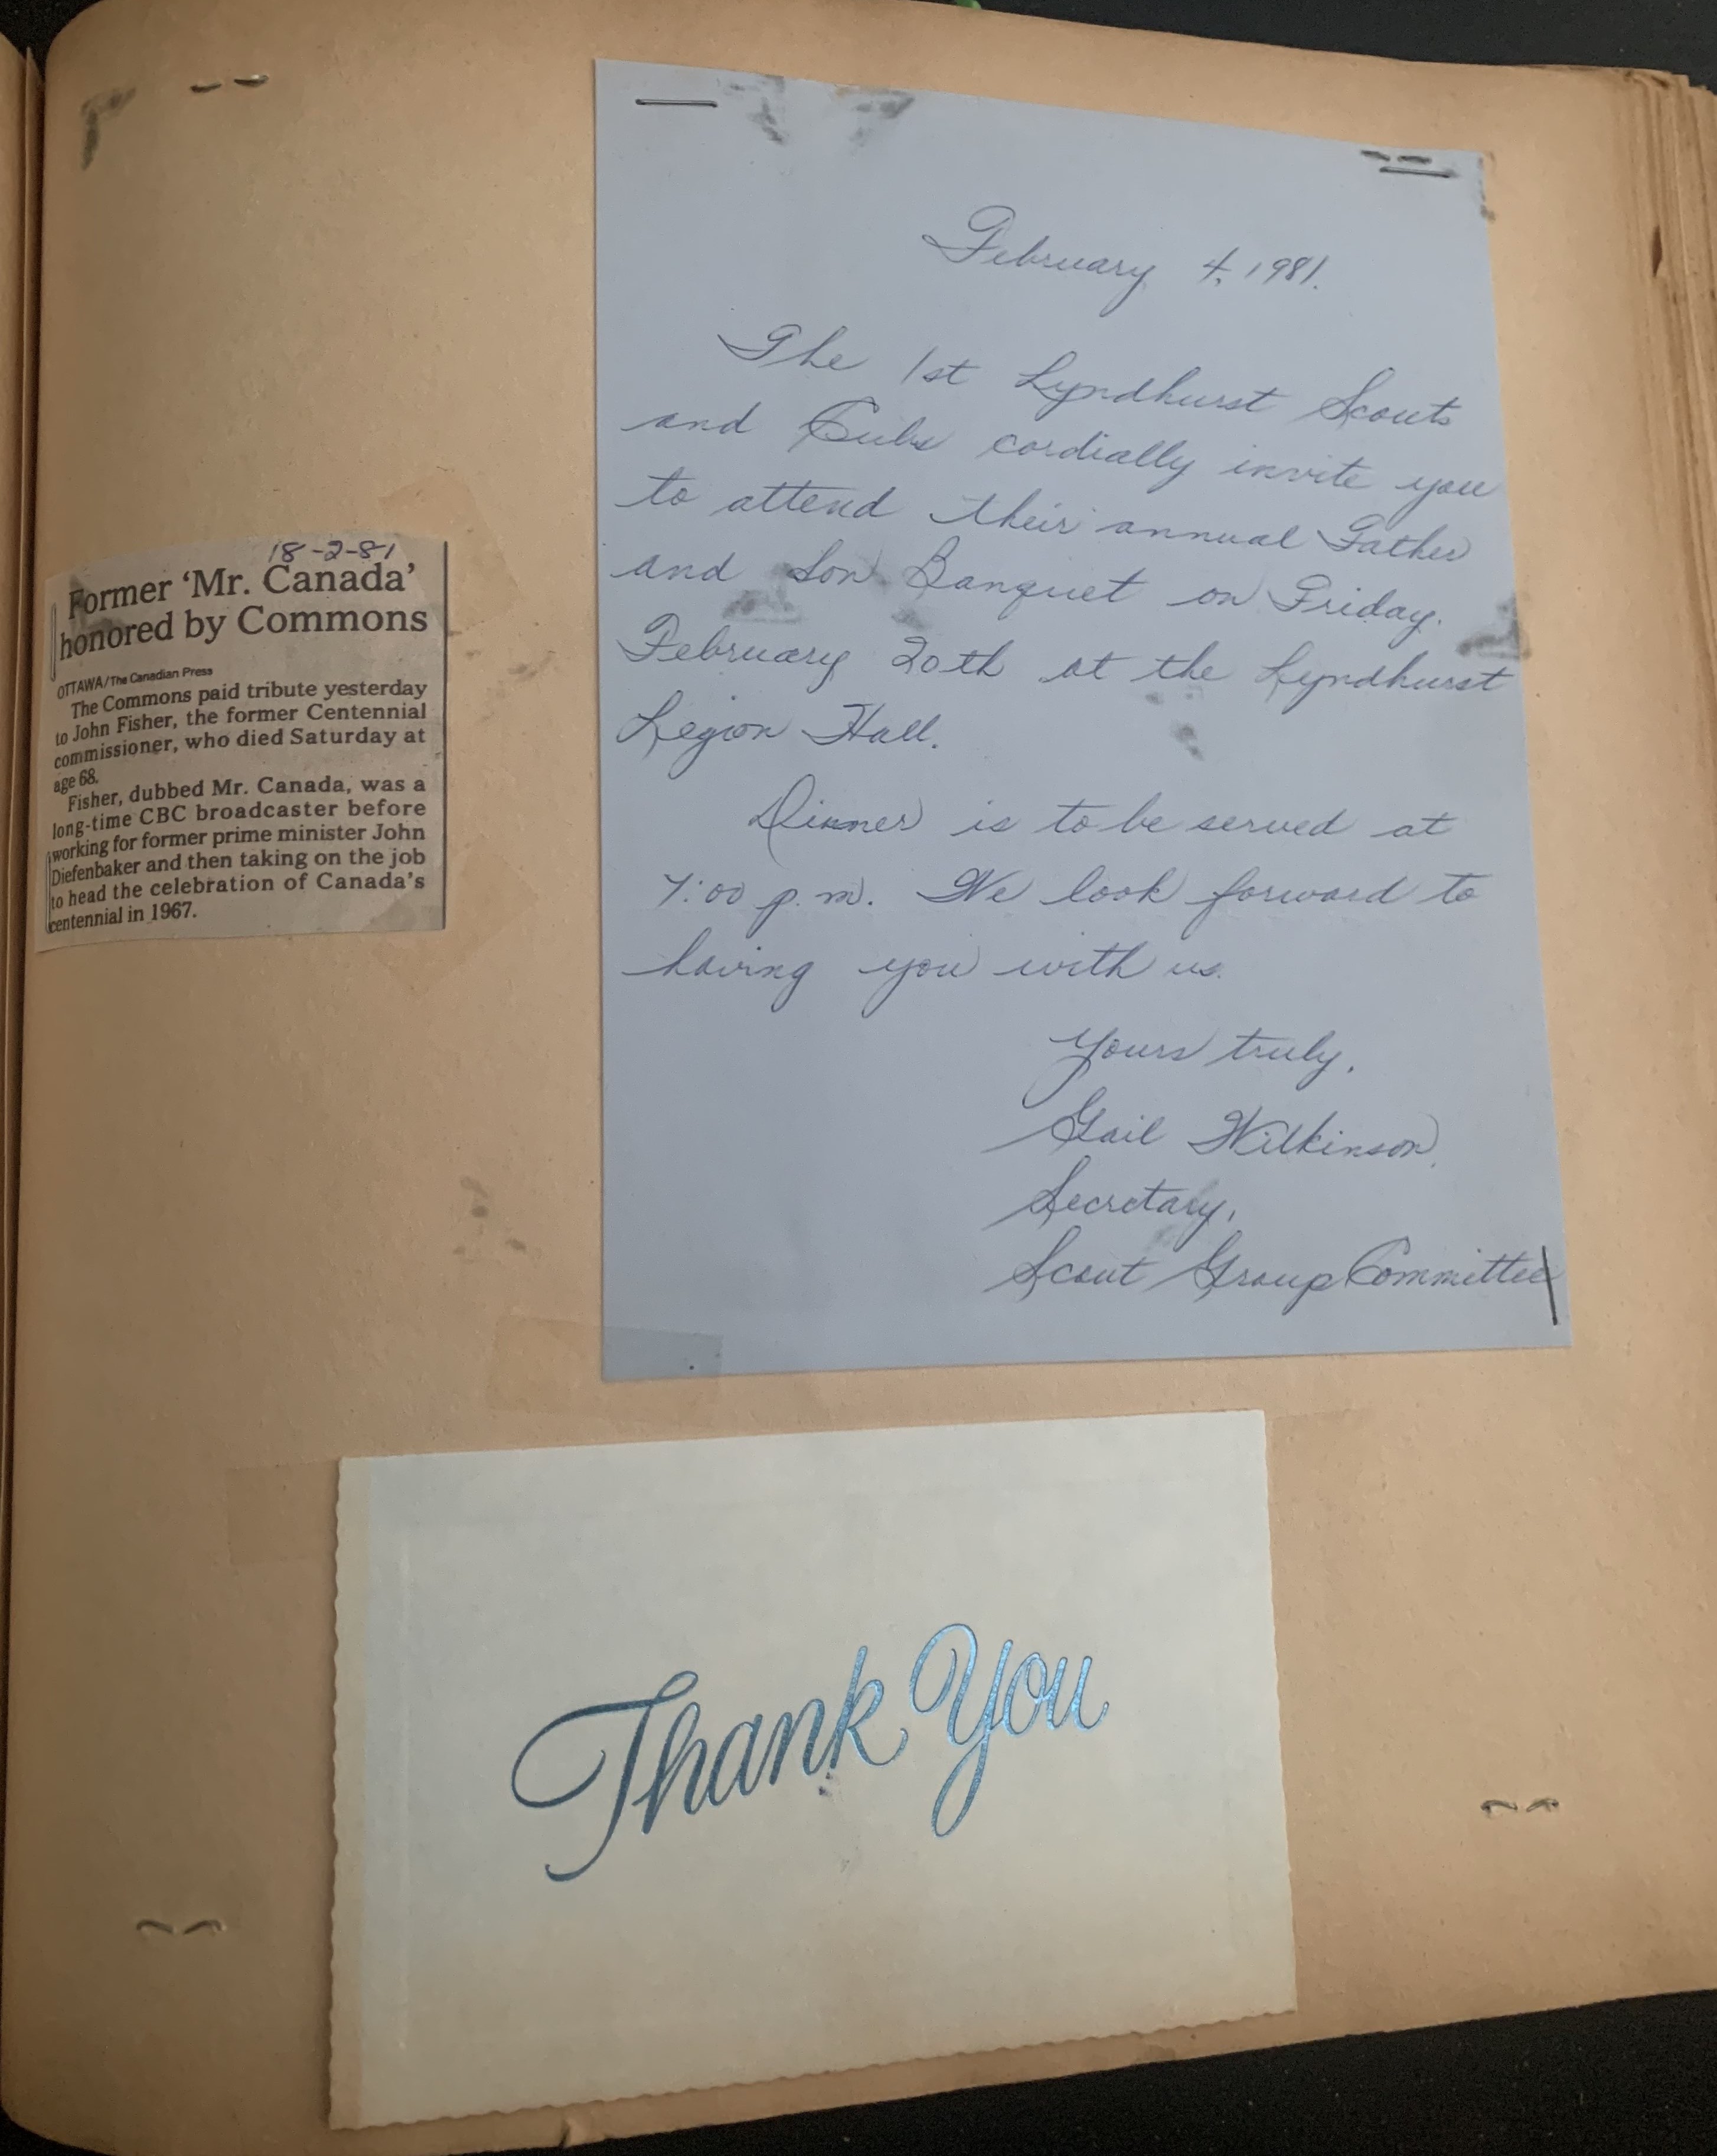 18-2-81
Former ‘Mr. Canada’
honored by Commons
OTTAWA/The Canadian Press
The Commons paid tribute yesterday
to John Fisher, the former Centennial
commissioner, who died Saturday at
age 68.
Fisher, dubbed Mr. Canada, was a
long-time CBC broadcaster before
working for former prime minister John
Diefenbaker and then taking on the job
to head the celebration of Canada's
centennial in 1967.
February 4, 1981.
The 1st Lyndhurst Scouts
and Cubs cordially invite you
to attend their annual Father
and Son Banquet on Friday.
February 20th at the Lyndhurst
Legion Hall.
Dinner is to be served at
7:00 p.m. We look forward to
having you with us.
Yours truly,
Gail Wilkinson
Secretary,
Scout Group Committee
Thank You